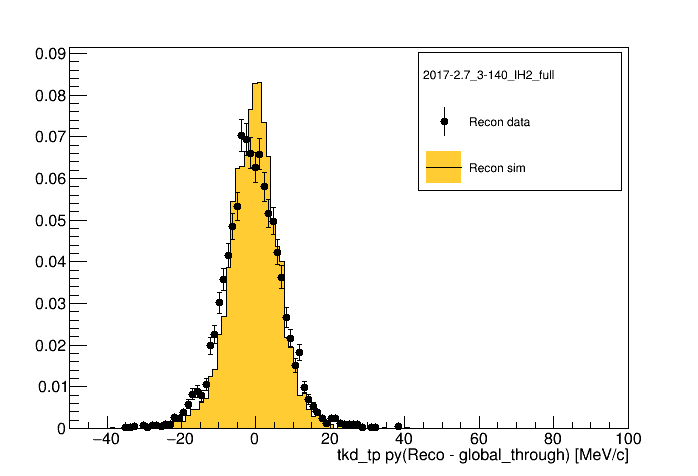 0.09
0.08
0.07
0.06
0.05
0.04
0.03
0.02
0.01
0
2017-2.7_3-140_IH2_full
Recon data
Recon sim
−40 −20 0 20 40 60 80 100
tkd_tp py(Reco - global_through) [MeV/c]